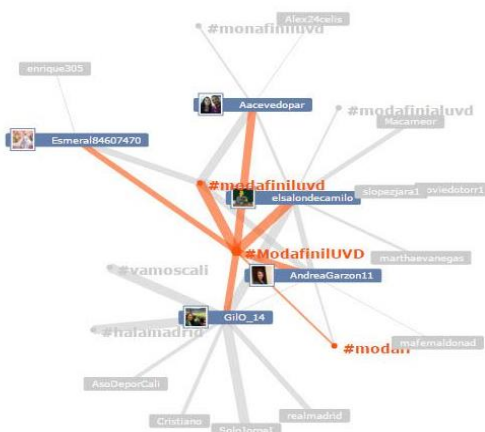 Alex24celis
#monafiniluvd
enrique305
Aacevedopar
#modafinialuvd
Macameor
Esmeral84607470
#modafiniluvd
elsalondecamilo
slopezjara1
oviedotorr1
#ModafinilUVD
marthaevanegas
#vamoscali
AndreaGarzon11
GilO_14
#halamadrid
#modafi
mafemaldonad
AsoDeporCali
Cristiano
realmadrid